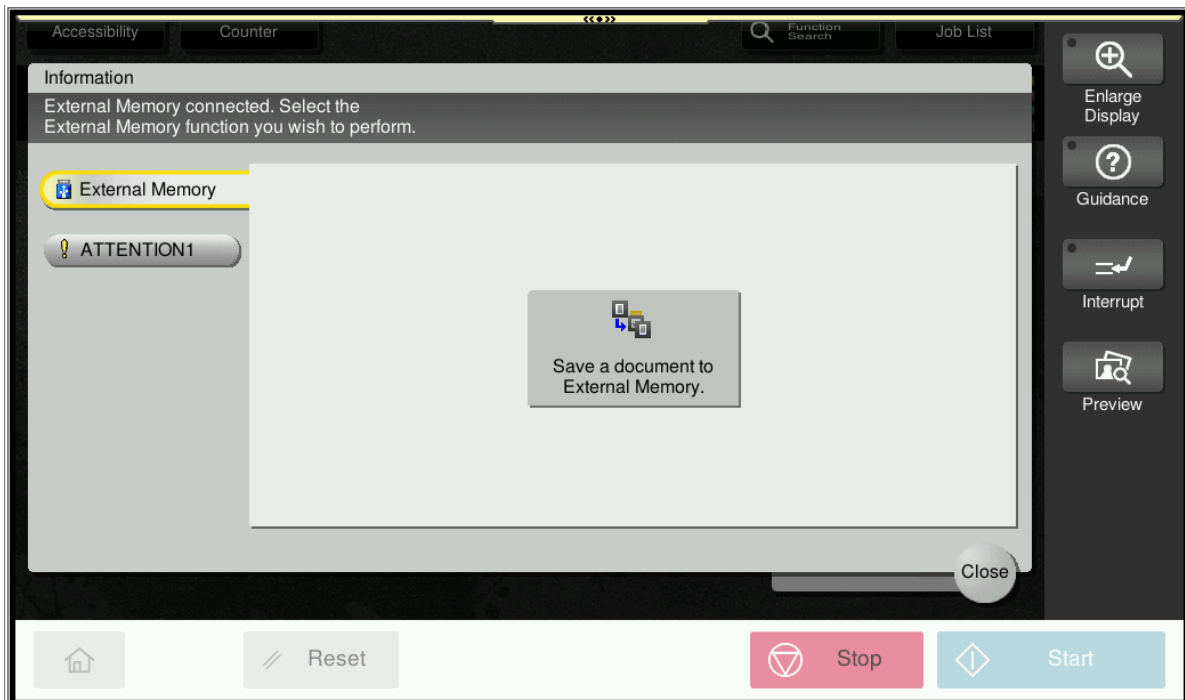 Accessibility
Counter
Function
Search
Job List
Information
External Memory connected. Select the
External Memory function you wish to perform.
External Memory
ATTENTION1
Save a document to
External Memory.
Close
Enlarge
Display
Guidance
Interrupt
Preview
Reset
Stop
Start